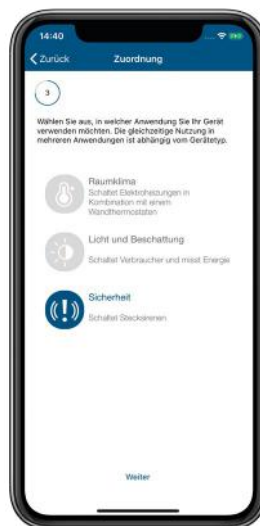 14:40
Zurück
Zuordnung
3
Wählen Sie aus, in welcher Anwendung Sie Ihr Gerät
verwenden möchten. Die gleichzeitige Nutzung in
mehreren Anwendungen ist abhängig vom Gerätetyp.
Raumklima
Schaltet Elektroheizungen in
Kombination mit einem
Wandthermostaten
Licht und Beschattung
Schaltet Verbraucher und misst Energie
Sicherheit
Schaltet Stecksirenen
Weiter